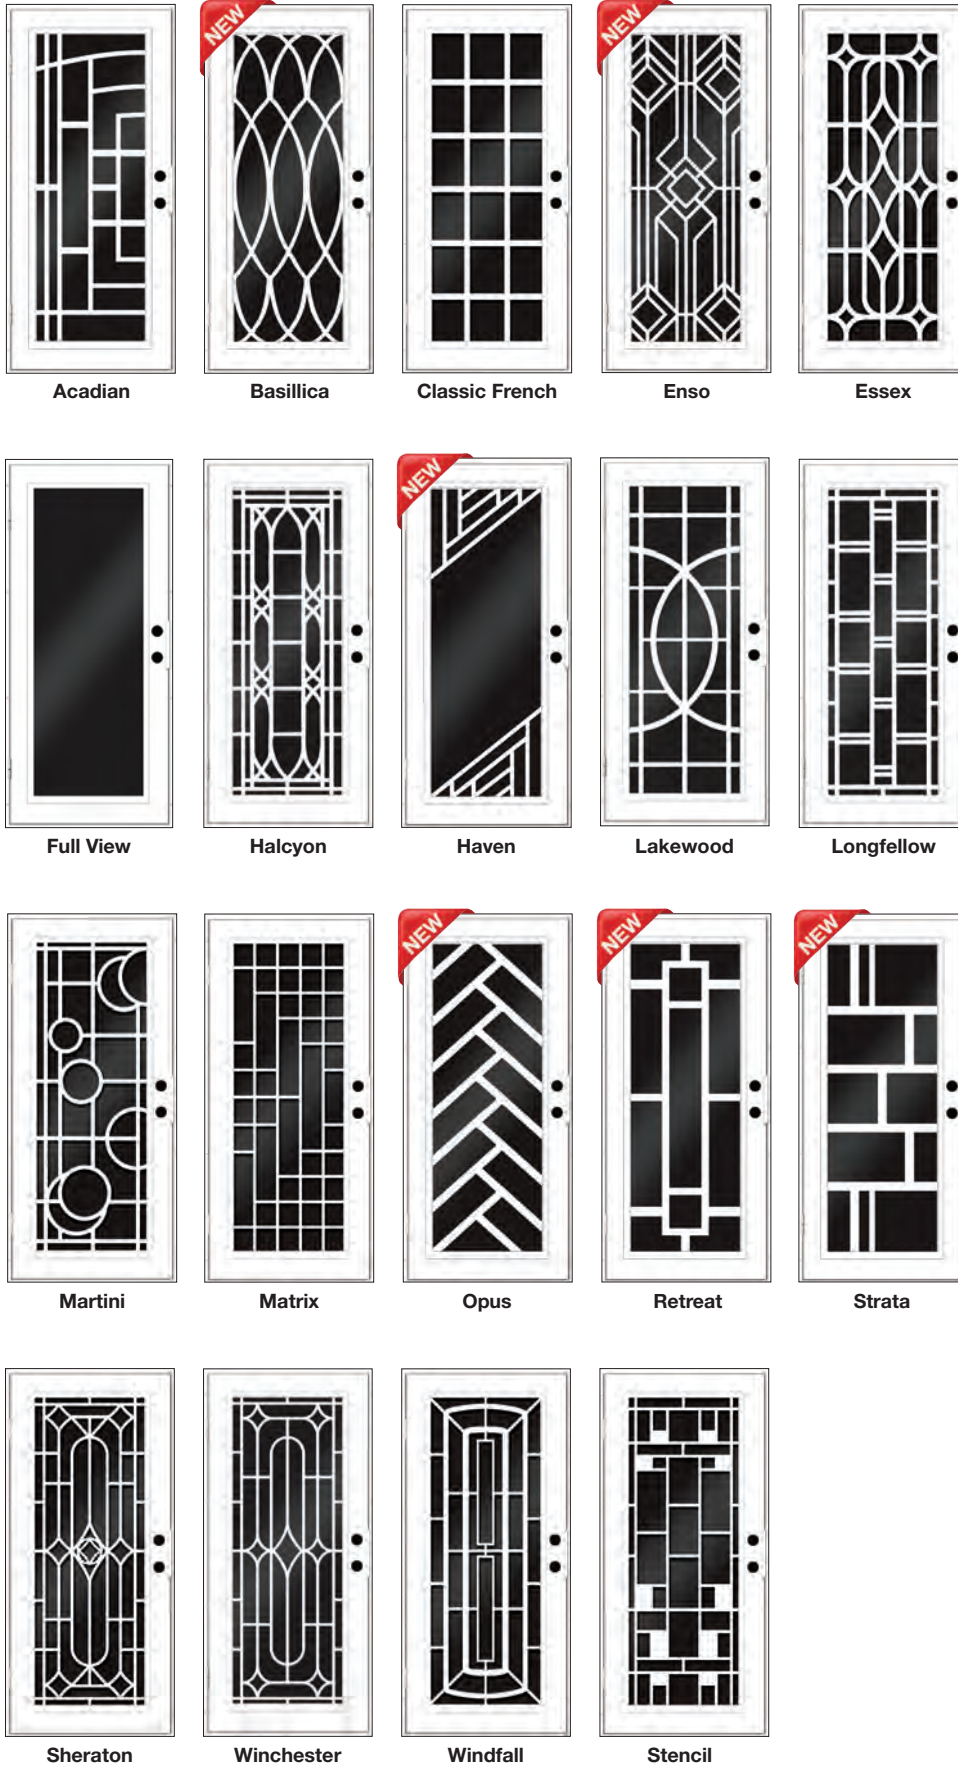 NEW
NEW
Acadian
Basillica
Classic French
Enso
Essex
NEW
Full View
Halcyon
Haven
Lakewood
Longfellow
NEW
NEW
NEW
Martini
Matrix
Opus
Retreat
Strata
Sheraton
Winchester
Windfall
Stencil